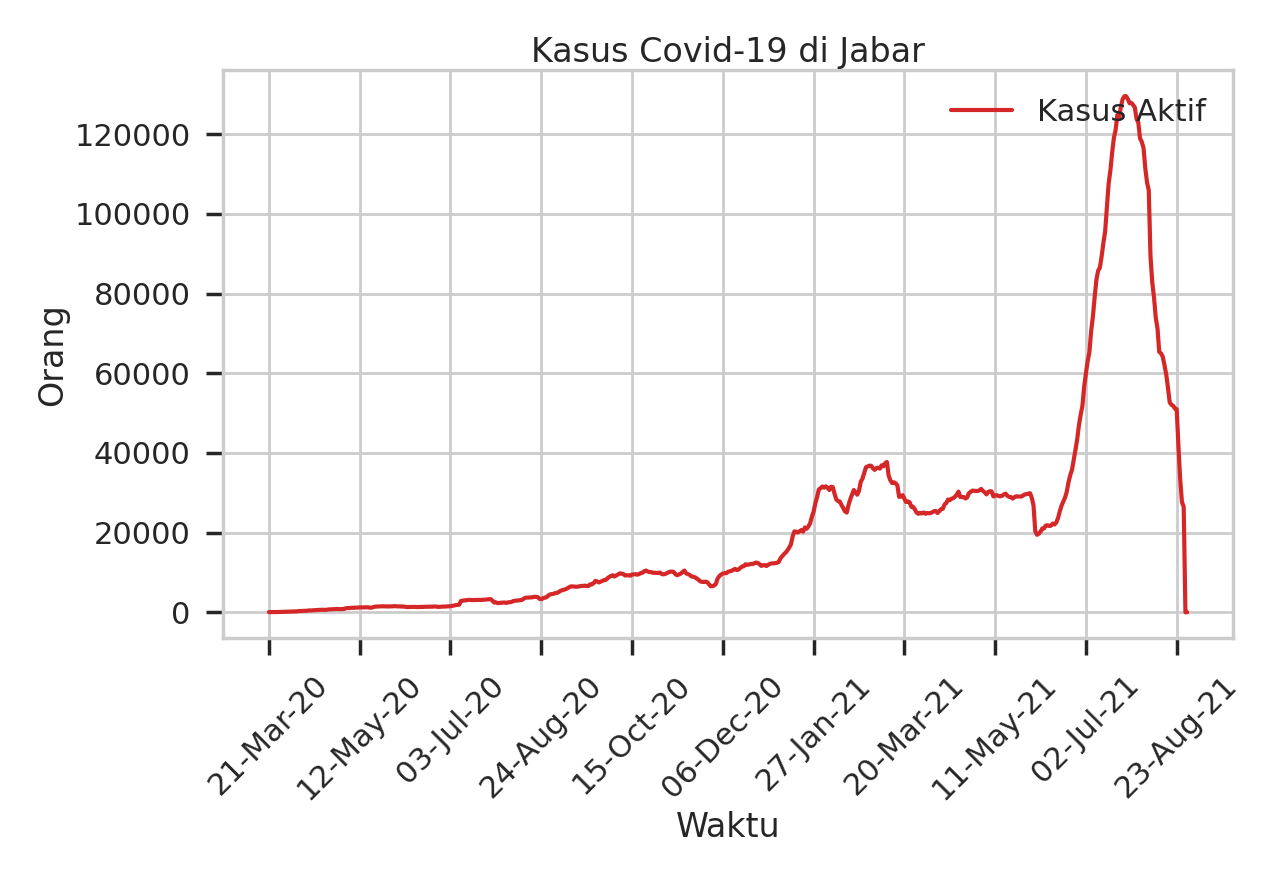 Kasus Covid-19 di Jabar
Kasus Aktif
Orang
120000
100000
80000
60000
40000
20000
0
21-Mar-20
12-May-20
03-Jul-20
24-Aug-20
15-Oct-20
06-Dec-20
27-Jan-21
20-Mar-21
11-May-21
02-Jul-21
23-Aug-21
Waktu